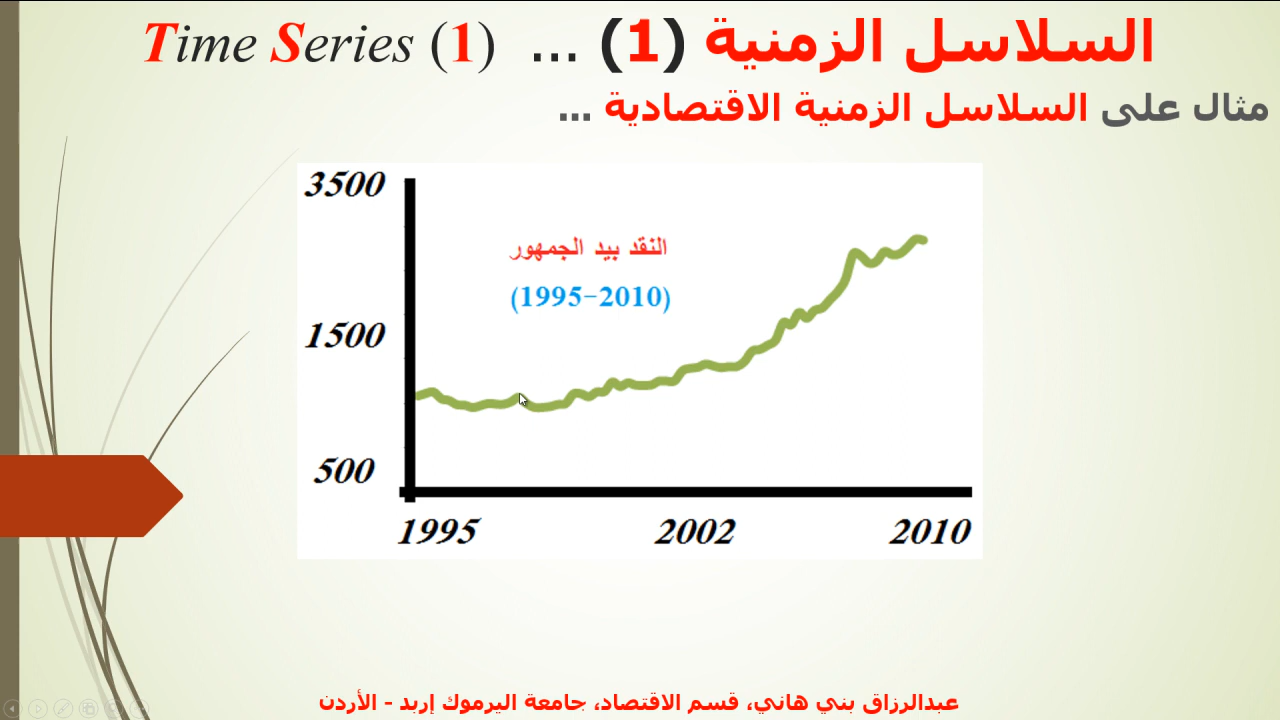 السلاسل الزمنية (1) ... Time Series (1)
مثال على السلاسل الزمنية الاقتصادية ...
3500
النقد بيد الجمهور
(1995-2010)
1500
500
1995 2002 2010
عبدالرزاق بني هاني، قسم الاقتصاد، جامعة اليرموك إربد - الأردن